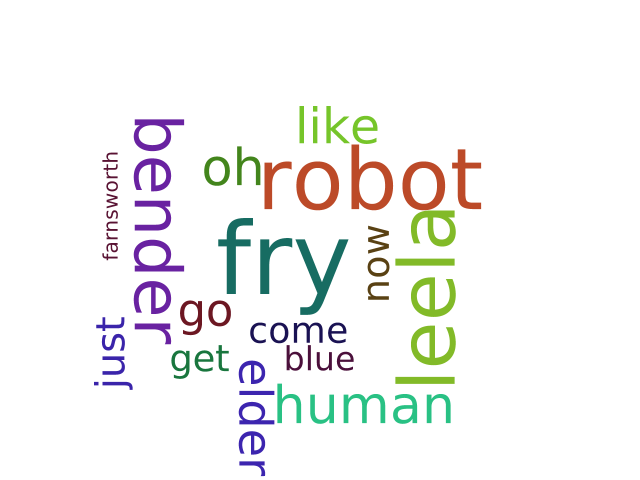 like
oh
robot
bender
farnsworth
fry
now
leela
go
come
just
get
blue
elder
human